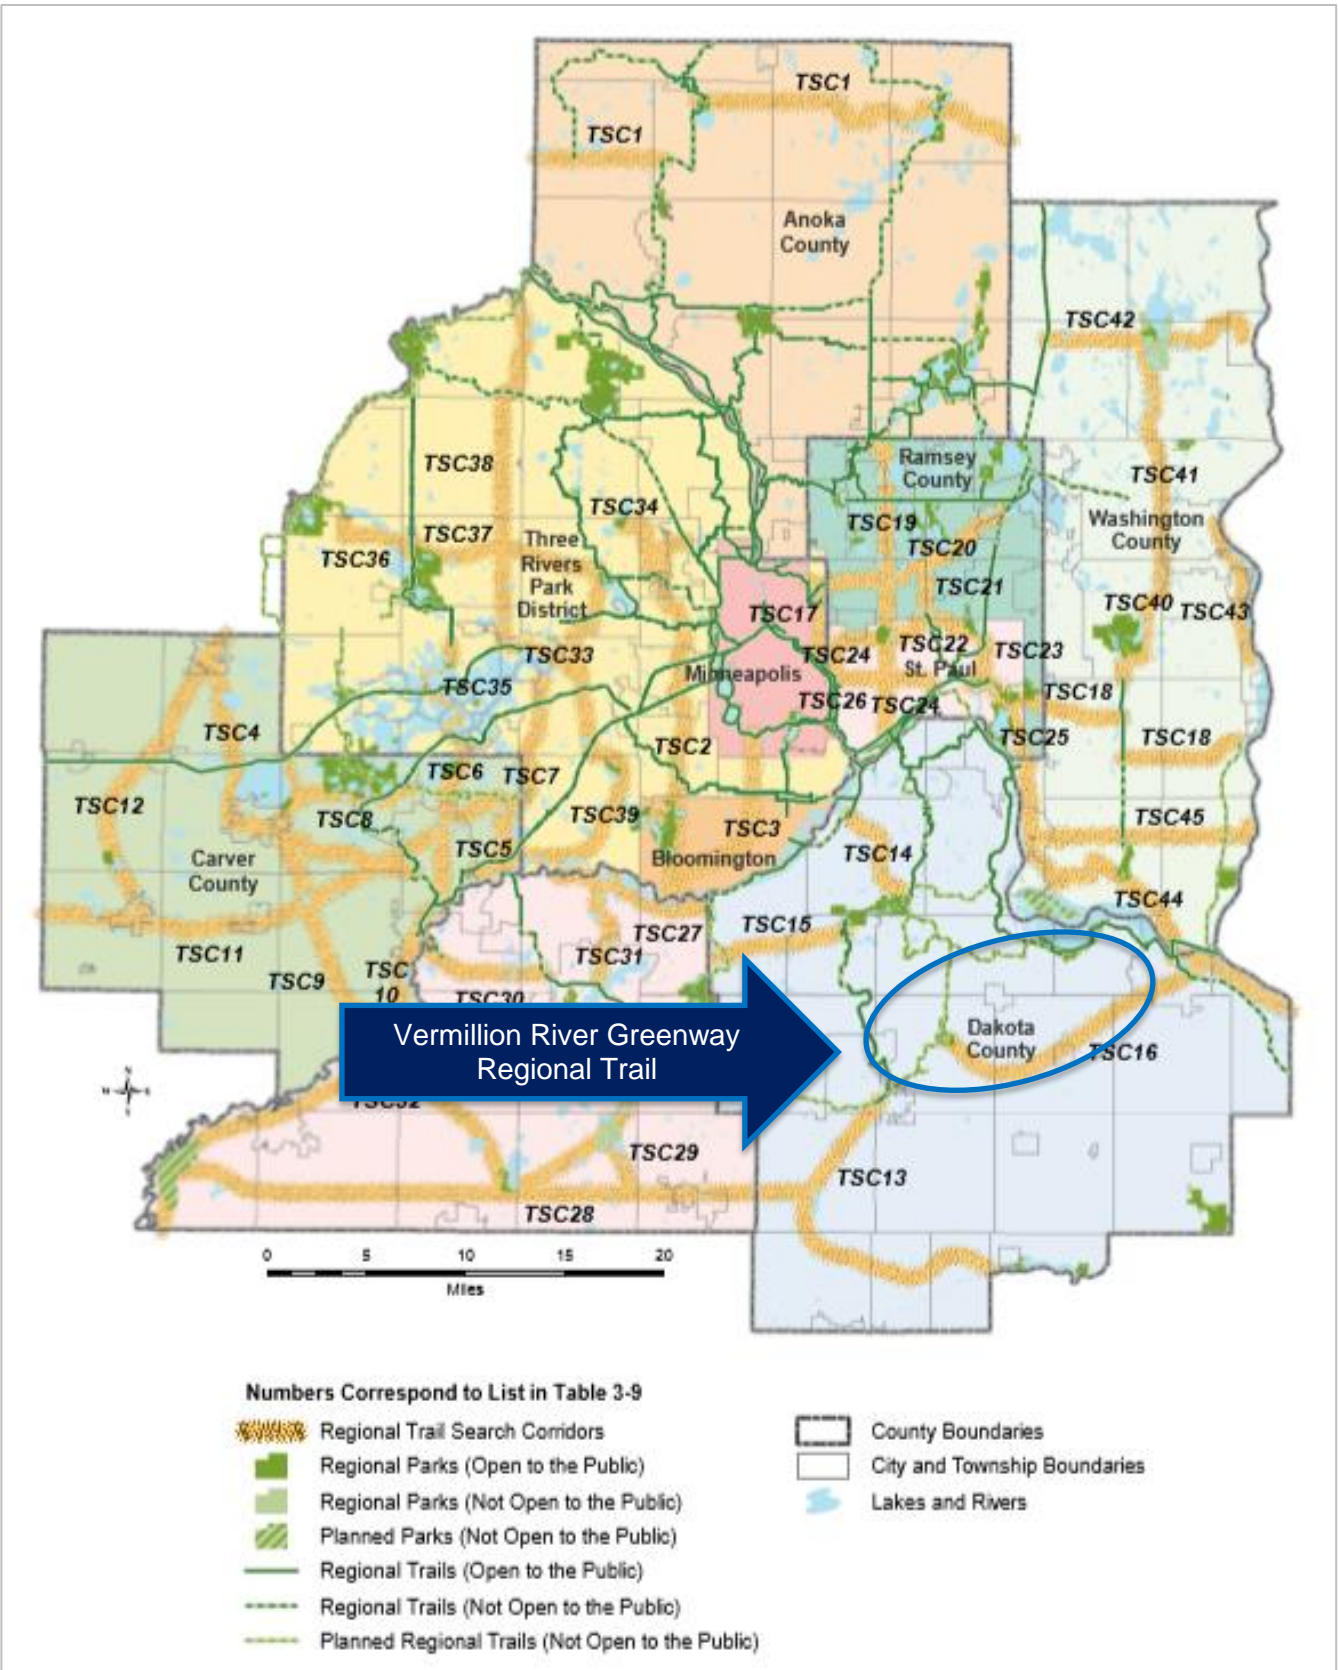 TSC1
TSC1
Anoka
County
TSC42
TSC38
Ramsey
County
TSC41
TSC34
TSC19
Washington
County
TSC37
Three
Rivers
Park
District
TSC36
TSC20
TSC21
TSC40
TSC43
TSC17
TSC22
St. Paul
TSC23
TSC33
TSC24
Minneapolis
TSC35
TSC18
TSC26
TSC24
TSC4
TSC2
TSC25
TSC18
TSC6
TSC7
TSC12
TSC8
TSC39
TSC3
TSC45
TSC5
TSC14
Bloomington
Carver
County
TSC44
TSC15
TSC27
TSC11
TSC31
TSC9
TSC
10
TSC30
Vermillion River Greenway
Regional Trail
Dakota
County
TSC16
TSC32
N
S
TSC29
TSC13
TSC28
0 5 10 15 20
Miles
Numbers Correspond to List in Table 3-9
Regional Trail Search Corridors
Regional Parks (Open to the Public)
Regional Parks (Not Open to the Public)
Planned Parks (Not Open to the Public)
Regional Trails (Open to the Public)
Regional Trails (Not Open to the Public)
Planned Regional Trails (Not Open to the Public)
County Boundaries
City and Township Boundaries
Lakes and Rivers